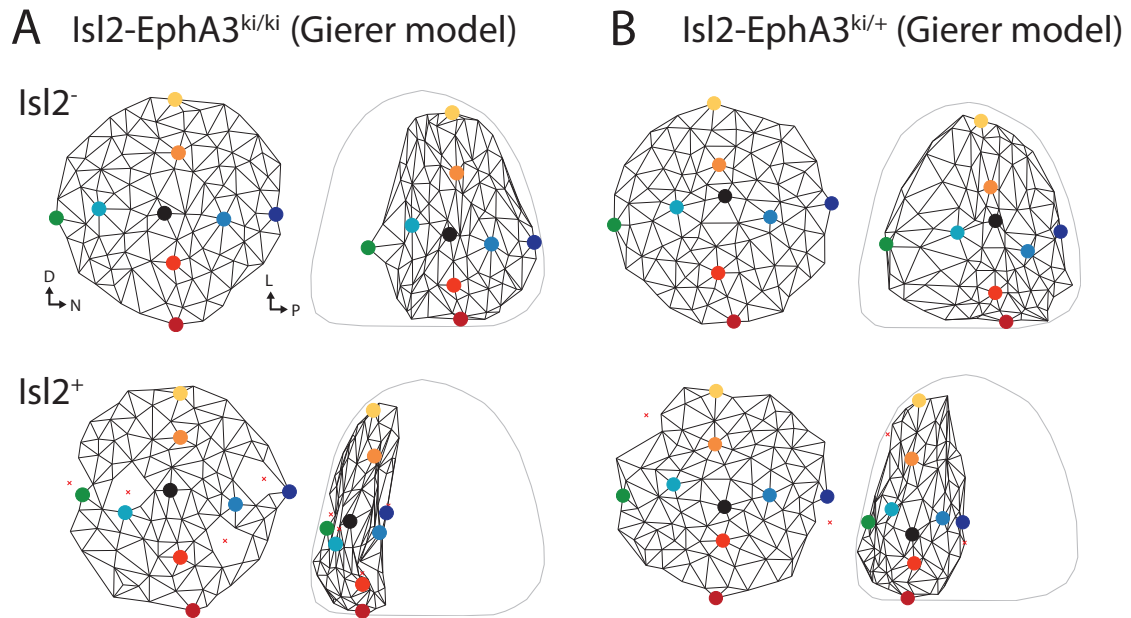 A Isl2-EphA3ki/ki (Gierer model)
B Isl2-EphA3ki/+ (Gierer model)
Isl2-
D
N
L
P
Isl2+